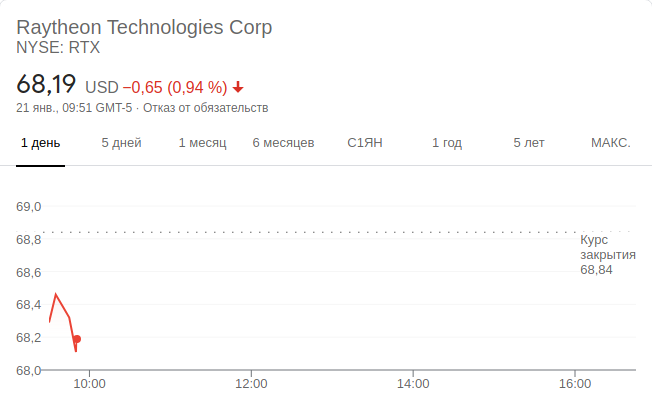 Raytheon Technologies Corp
NYSE: RTX
68,19 USD −0,65 (0,94 %)
21 янв., 09:51 GMT-5 · Отказ от обязательств
1 день 5 дней 1 месяц 6 месяцев С1ЯН 1 год 5 лет МАКС.
69,0
68,8
68,6
68,4
68,2
68,0
Курс
закрытия
68,84
10:00 12:00 14:00 16:00